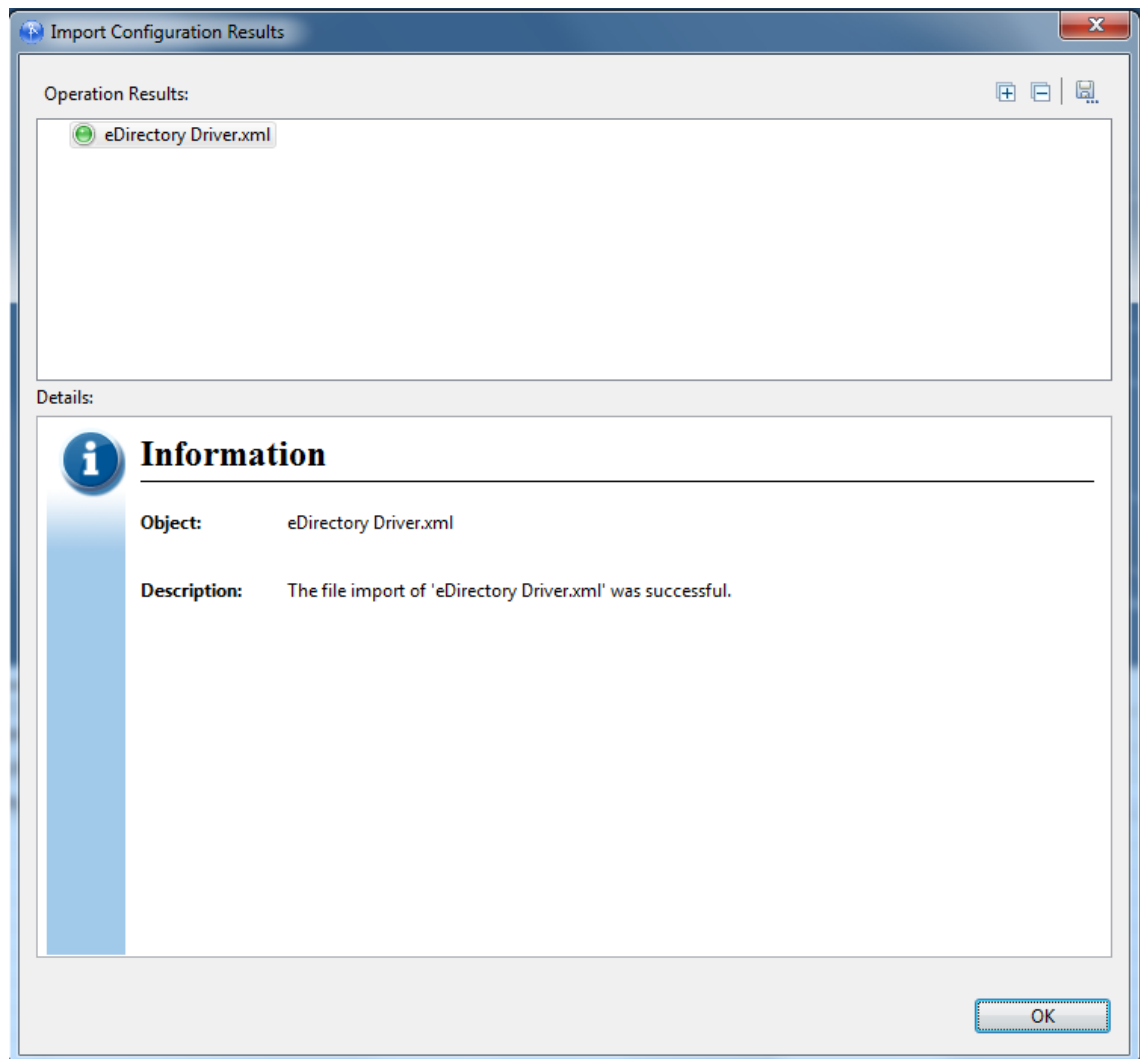 Import Configuration Results
Operation Results:
eDirectory Driver.xml
Details:
Information
Object: eDirectory Driver.xml
Description: The file import of 'eDirectory Driver.xml' was successful.
OK